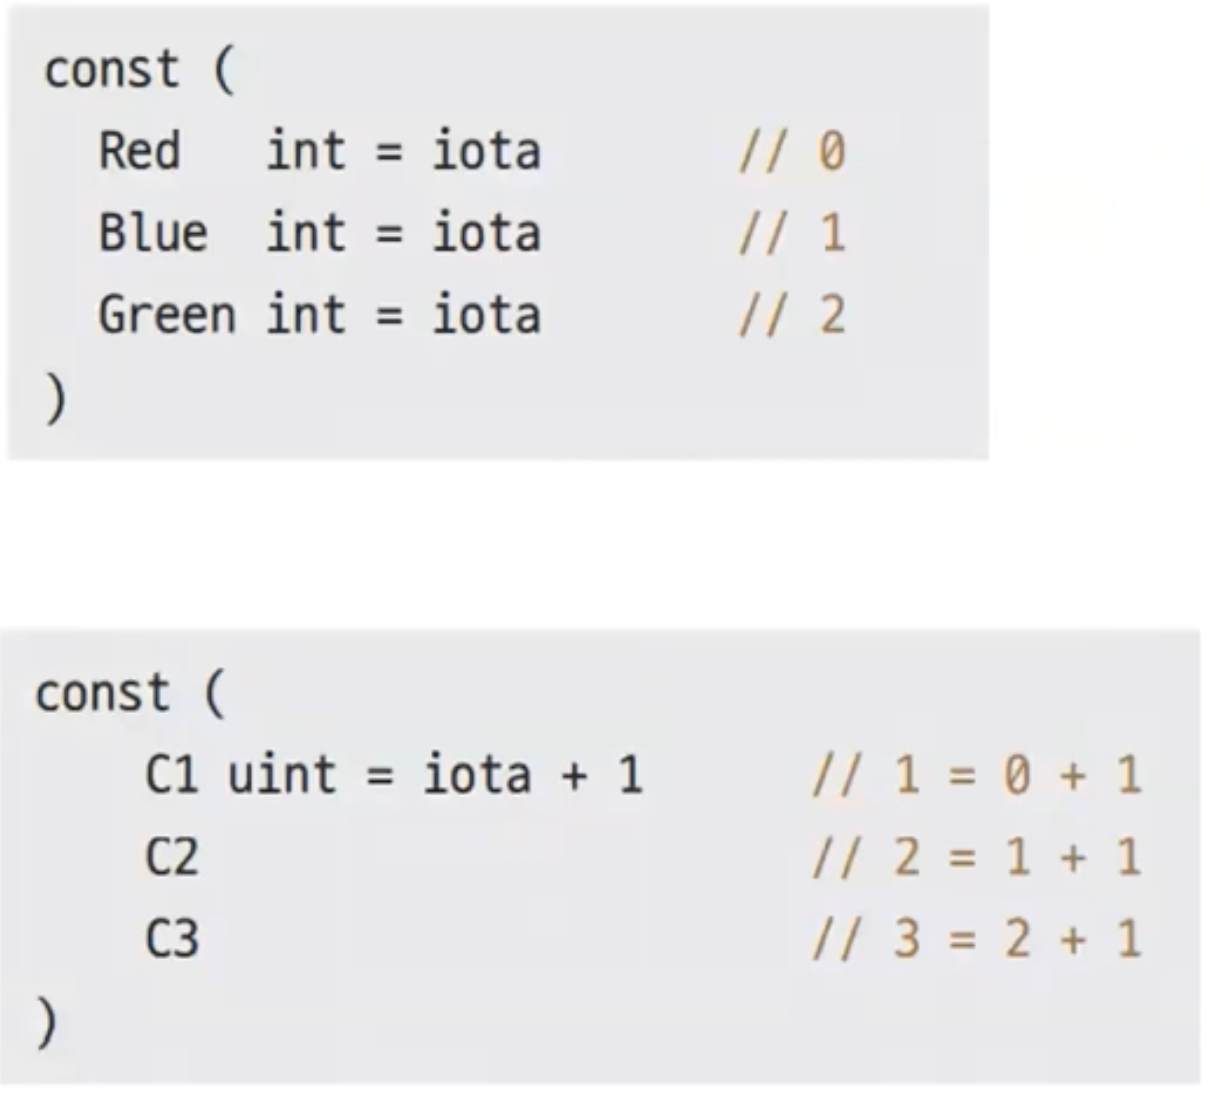 const (
  Red   int = iota       // 0
  Blue  int = iota       // 1
  Green int = iota       // 2
)
const (
    C1 uint = iota + 1      // 1 = 0 + 1
    C2                      // 2 = 1 + 1
    C3                      // 3 = 2 + 1
)